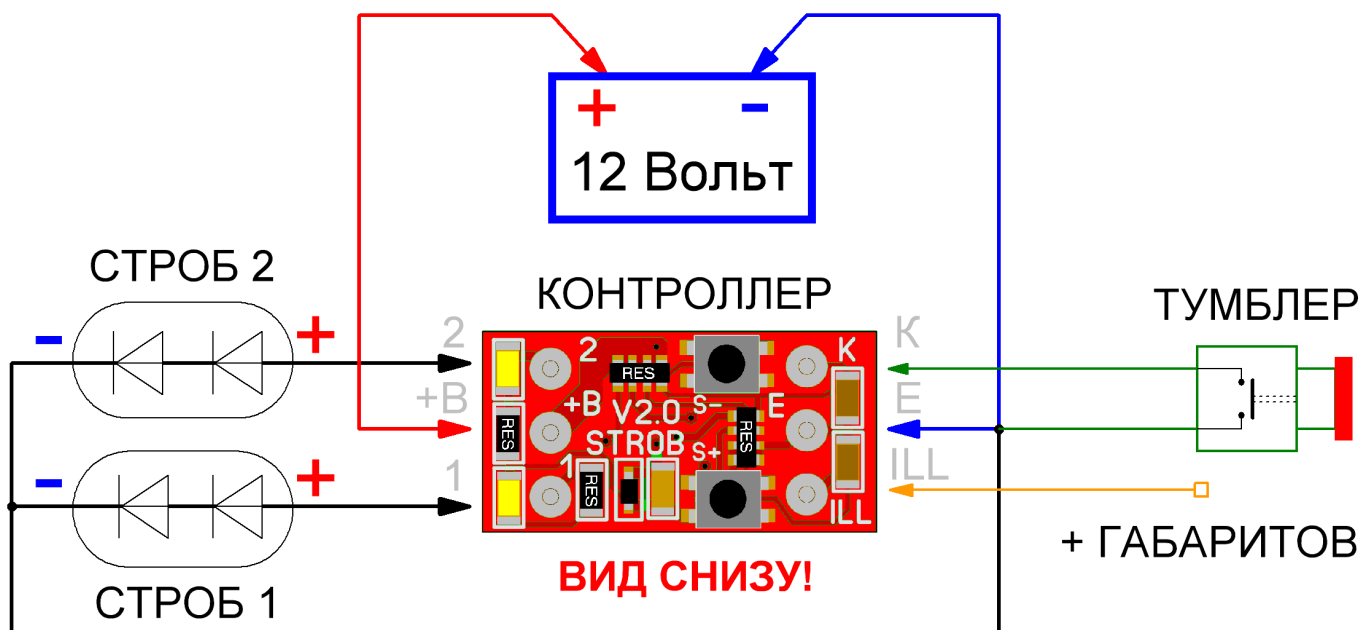 + -
12 Вольт
СТРОБ 2
КОНТРОЛЛЕР
ТУМБЛЕР
- +
2
+B
1
K
E
ILL
2
RES
K
+B
V2.0
S-
E
RES
STROB
S+
RES
1
RES
ILL
- +
+ ГАБАРИТОВ
ВИД СНИЗУ!
СТРОБ 1